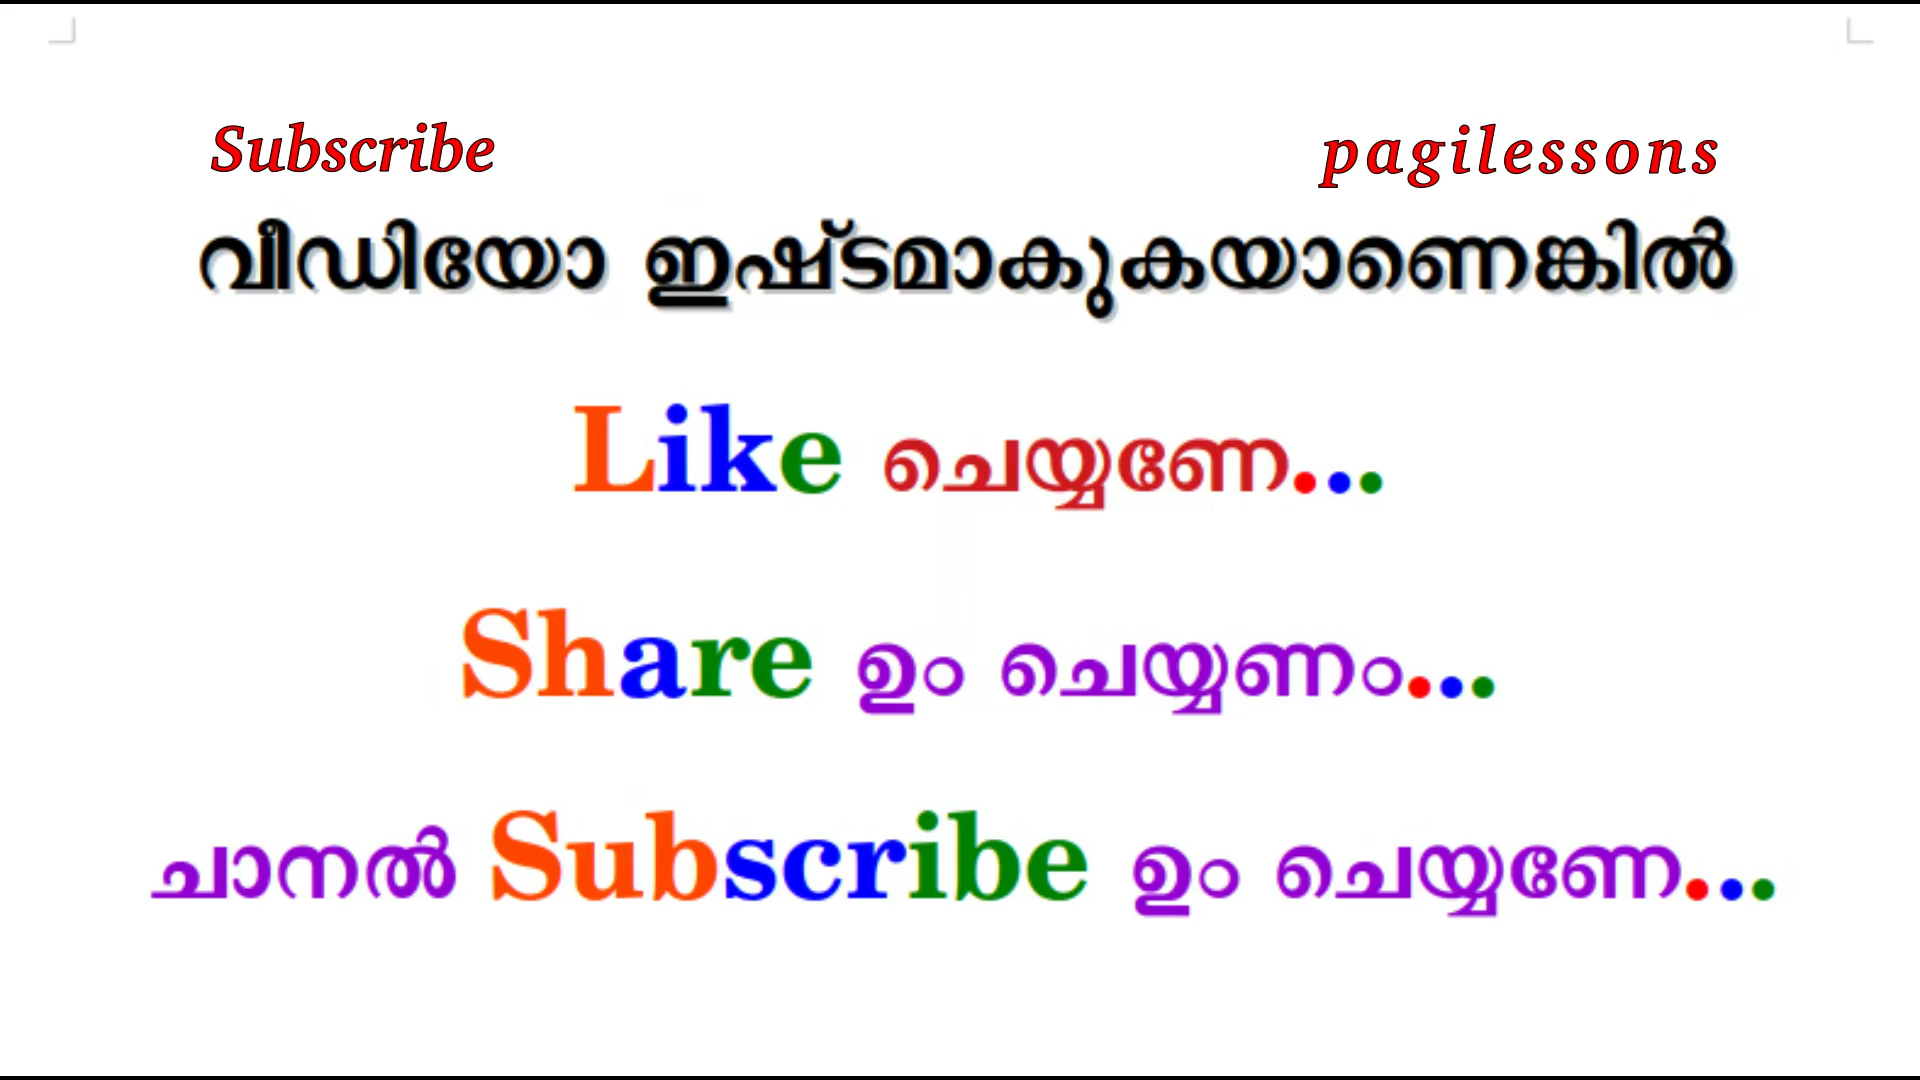 Subscribe pagilessons
വീഡിയോ ഇഷ്ടമാകുകയാണെങ്കിൽ
Like ചെയ്യണേ...
Share ഉം ചെയ്യണം...
ചാനൽ Subscribe ഉം ചെയ്യണേ...